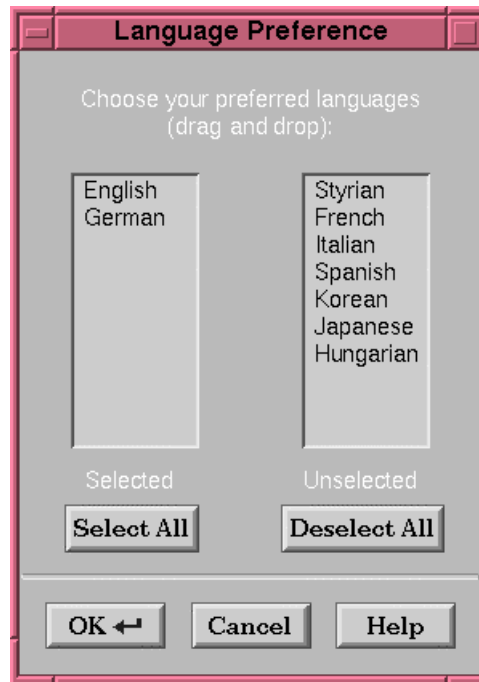 Language Preference
Choose your preferred languages
(drag and drop):
English
German
Styrian
French
Italian
Spanish
Korean
Japanese
Hungarian
Selected
Unselected
Select All
Deselect All
OK
Cancel
Help